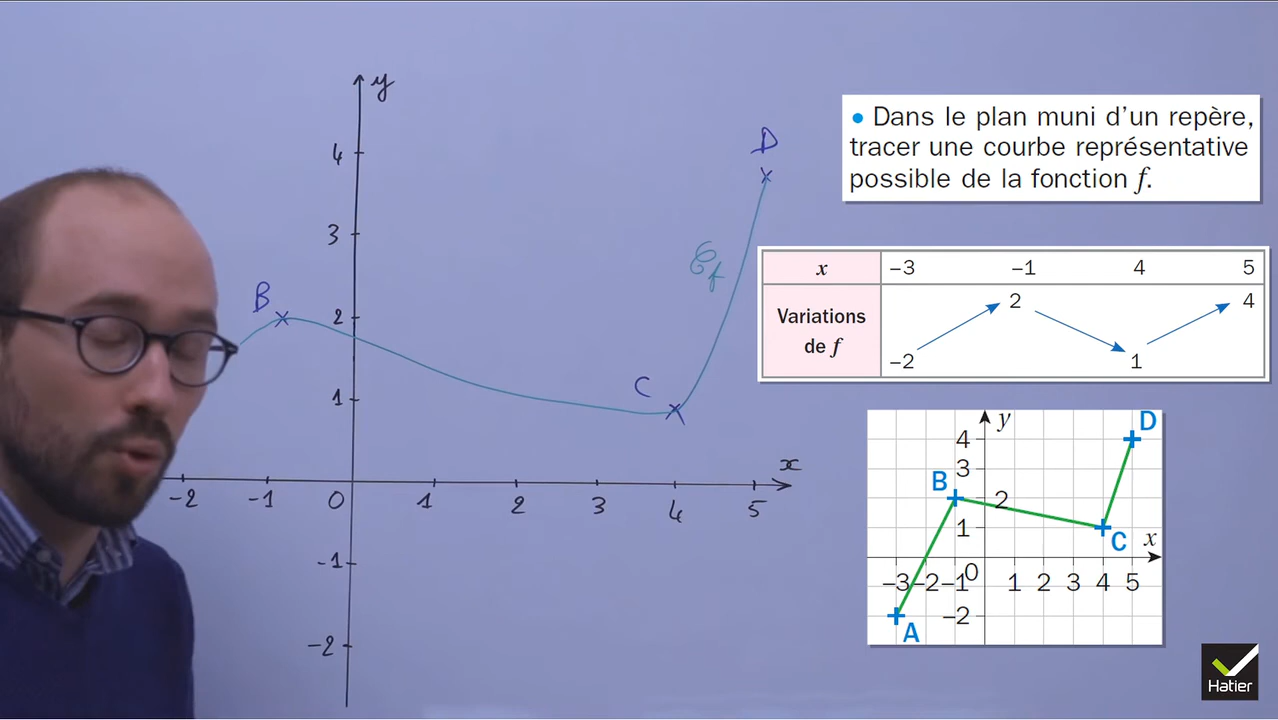 y
4
D
3
𝒞f
B
2
C
1
x
-2 -1 0 1 2 3 4 5
-1
-2
• Dans le plan muni d'un repère,
tracer une courbe représentative
possible de la fonction f.
x –3 –1 4 5
Variations
de f
2 4
–2 1
y
D
4
3
B
2
1
C
x
0
–3 –2 –1 1 2 3 4 5
–2
A
Hatier